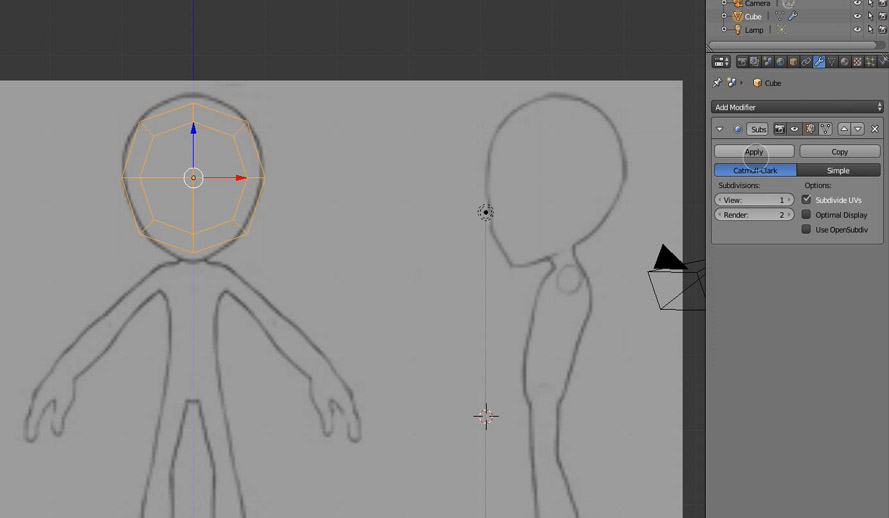 Camera
Cube
Lamp
Cube
Add Modifier
Subs
Apply
Copy
Catmull-Clark
Simple
Subdivisions:
Options:
View: 1
Subdivide UVs
Render: 2
Optimal Display
Use OpenSubdiv